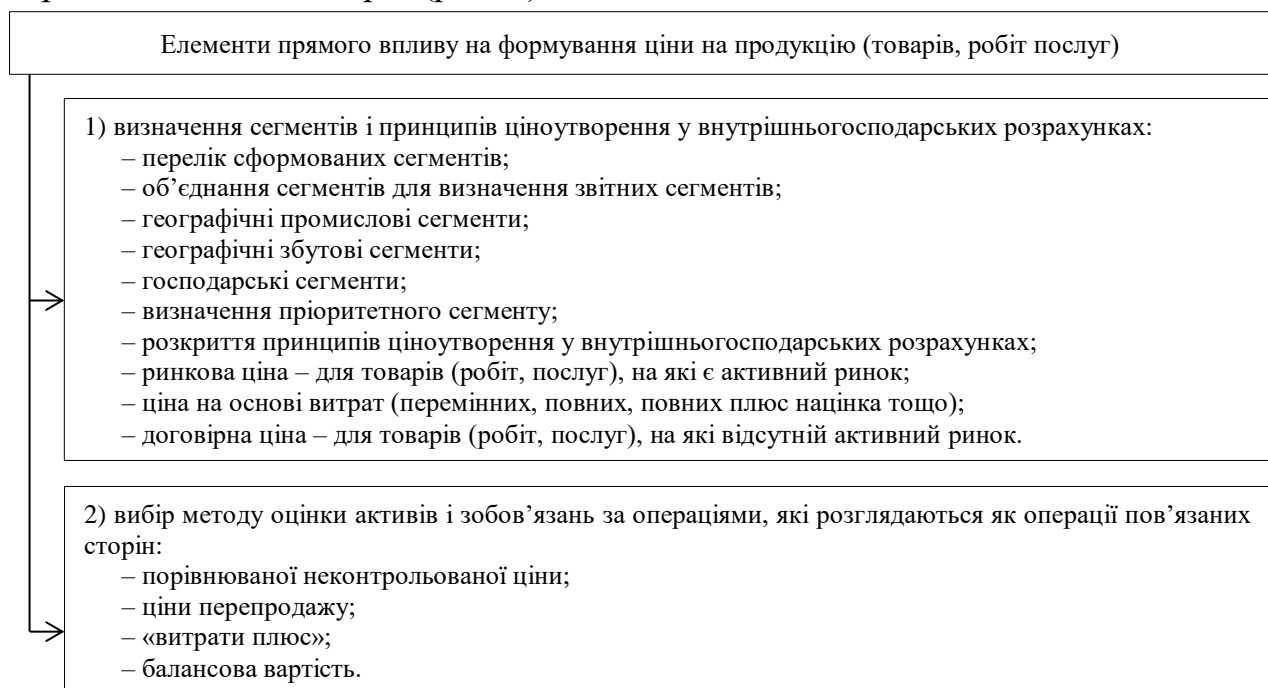 Елементи прямого впливу на формування ціни на продукцію (товарів, робіт послуг)
1) визначення сегментів і принципів ціноутворення у внутрішньогосподарських розрахунках:
– перелік сформованих сегментів;
– об’єднання сегментів для визначення звітних сегментів;
– географічні промислові сегменти;
– географічні збутові сегменти;
– господарські сегменти;
– визначення пріоритетного сегменту;
– розкриття принципів ціноутворення у внутрішньогосподарських розрахунках;
– ринкова ціна – для товарів (робіт, послуг), на які є активний ринок;
– ціна на основі витрат (перемінних, повних, повних плюс націнка тощо);
– договірна ціна – для товарів (робіт, послуг), на які відсутній активний ринок.
2) вибір методу оцінки активів і зобов’язань за операціями, які розглядаються як операції пов’язаних
сторін:
– порівнюваної неконтрольованої ціни;
– ціни перепродажу;
– «витрати плюс»;
– балансова вартість.